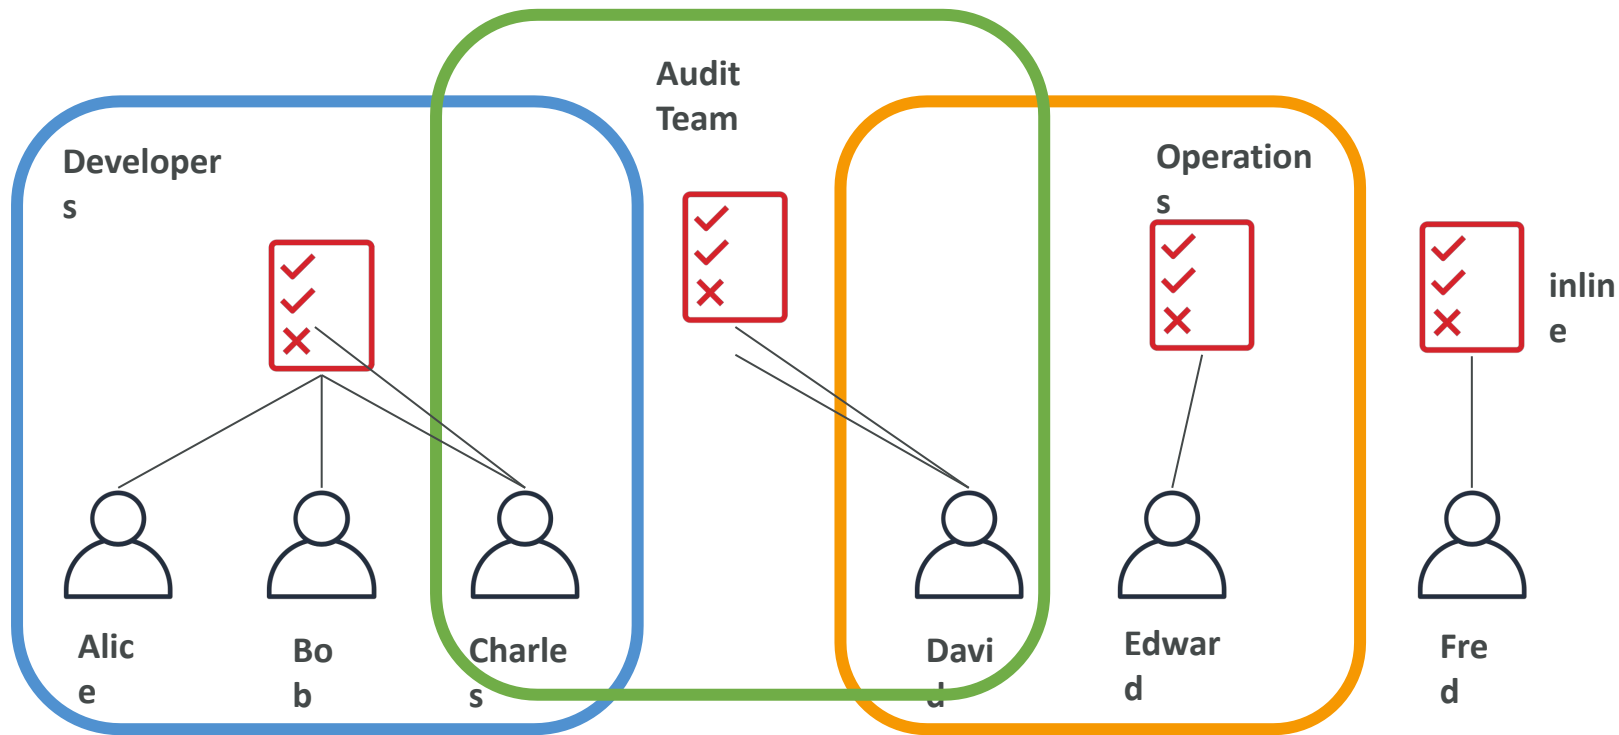 Audit
Team
Developer
s
Operation
s
inlin
e
Alic
e
Bo
b
Charle
s
Davi
d
Edwar
d
Fre
d